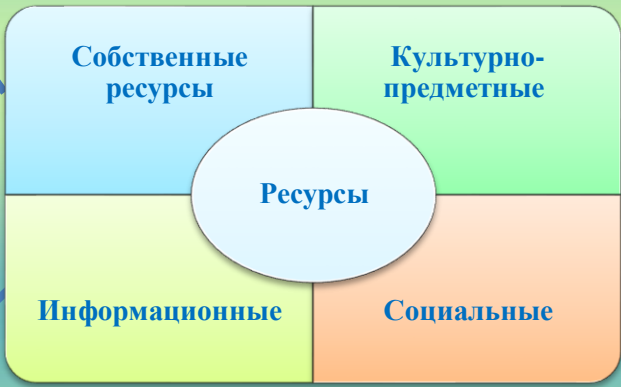 Собственные
ресурсы
Культурно-
предметные
Ресурсы
Информационные
Социальные